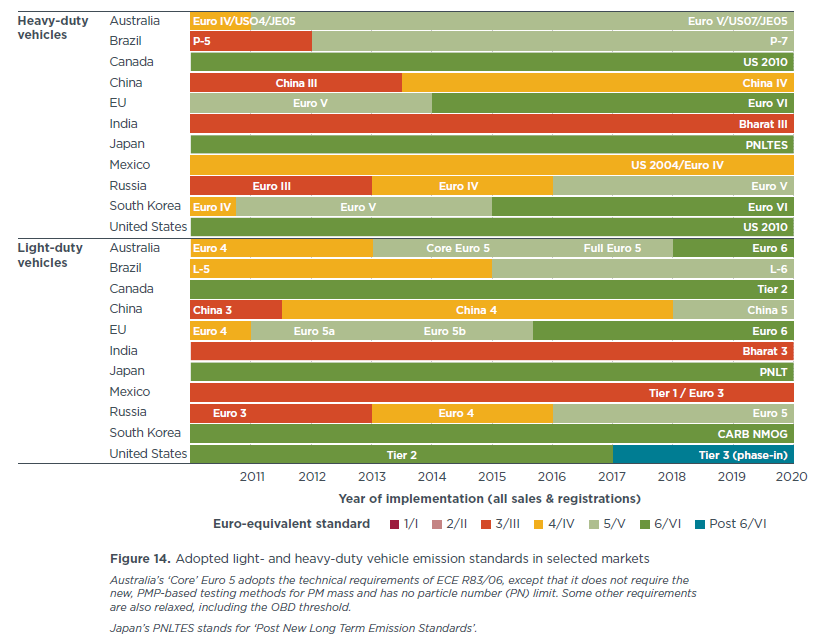 Heavy-duty vehicles
Australia Euro IV/US04/JE05 Euro V/US07/JE05
Brazil P-5 P-7
Canada US 2010
China China III China IV
EU Euro V Euro VI
India Bharat III
Japan PNLTES
Mexico US 2004/Euro IV
Russia Euro III Euro IV Euro V
South Korea Euro IV Euro V Euro VI
United States US 2010
Light-duty vehicles
Australia Euro 4 Core Euro 5 Full Euro 5 Euro 6
Brazil L-5 L-6
Canada Tier 2
China China 3 China 4 China 5
EU Euro 4 Euro 5a Euro 5b Euro 6
India Bharat 3
Japan PNLT
Mexico Tier 1 / Euro 3
Russia Euro 3 Euro 4 Euro 5
South Korea CARB NMOG
United States Tier 2 Tier 3 (phase-in)
2011 2012 2013 2014 2015 2016 2017 2018 2019 2020
Year of implementation (all sales & registrations)
Euro-equivalent standard 1/I 2/II 3/III 4/IV 5/V 6/VI Post 6/VI
Figure 14. Adopted light- and heavy-duty vehicle emission standards in selected markets
Australia's 'Core' Euro 5 adopts the technical requirements of ECE R83/06, except that it does not require the
new, PMP-based testing methods for PM mass and has no particle number (PN) limit. Some other requirements
are also relaxed, including the OBD threshold.
Japan's PNLTES stands for 'Post New Long Term Emission Standards'.